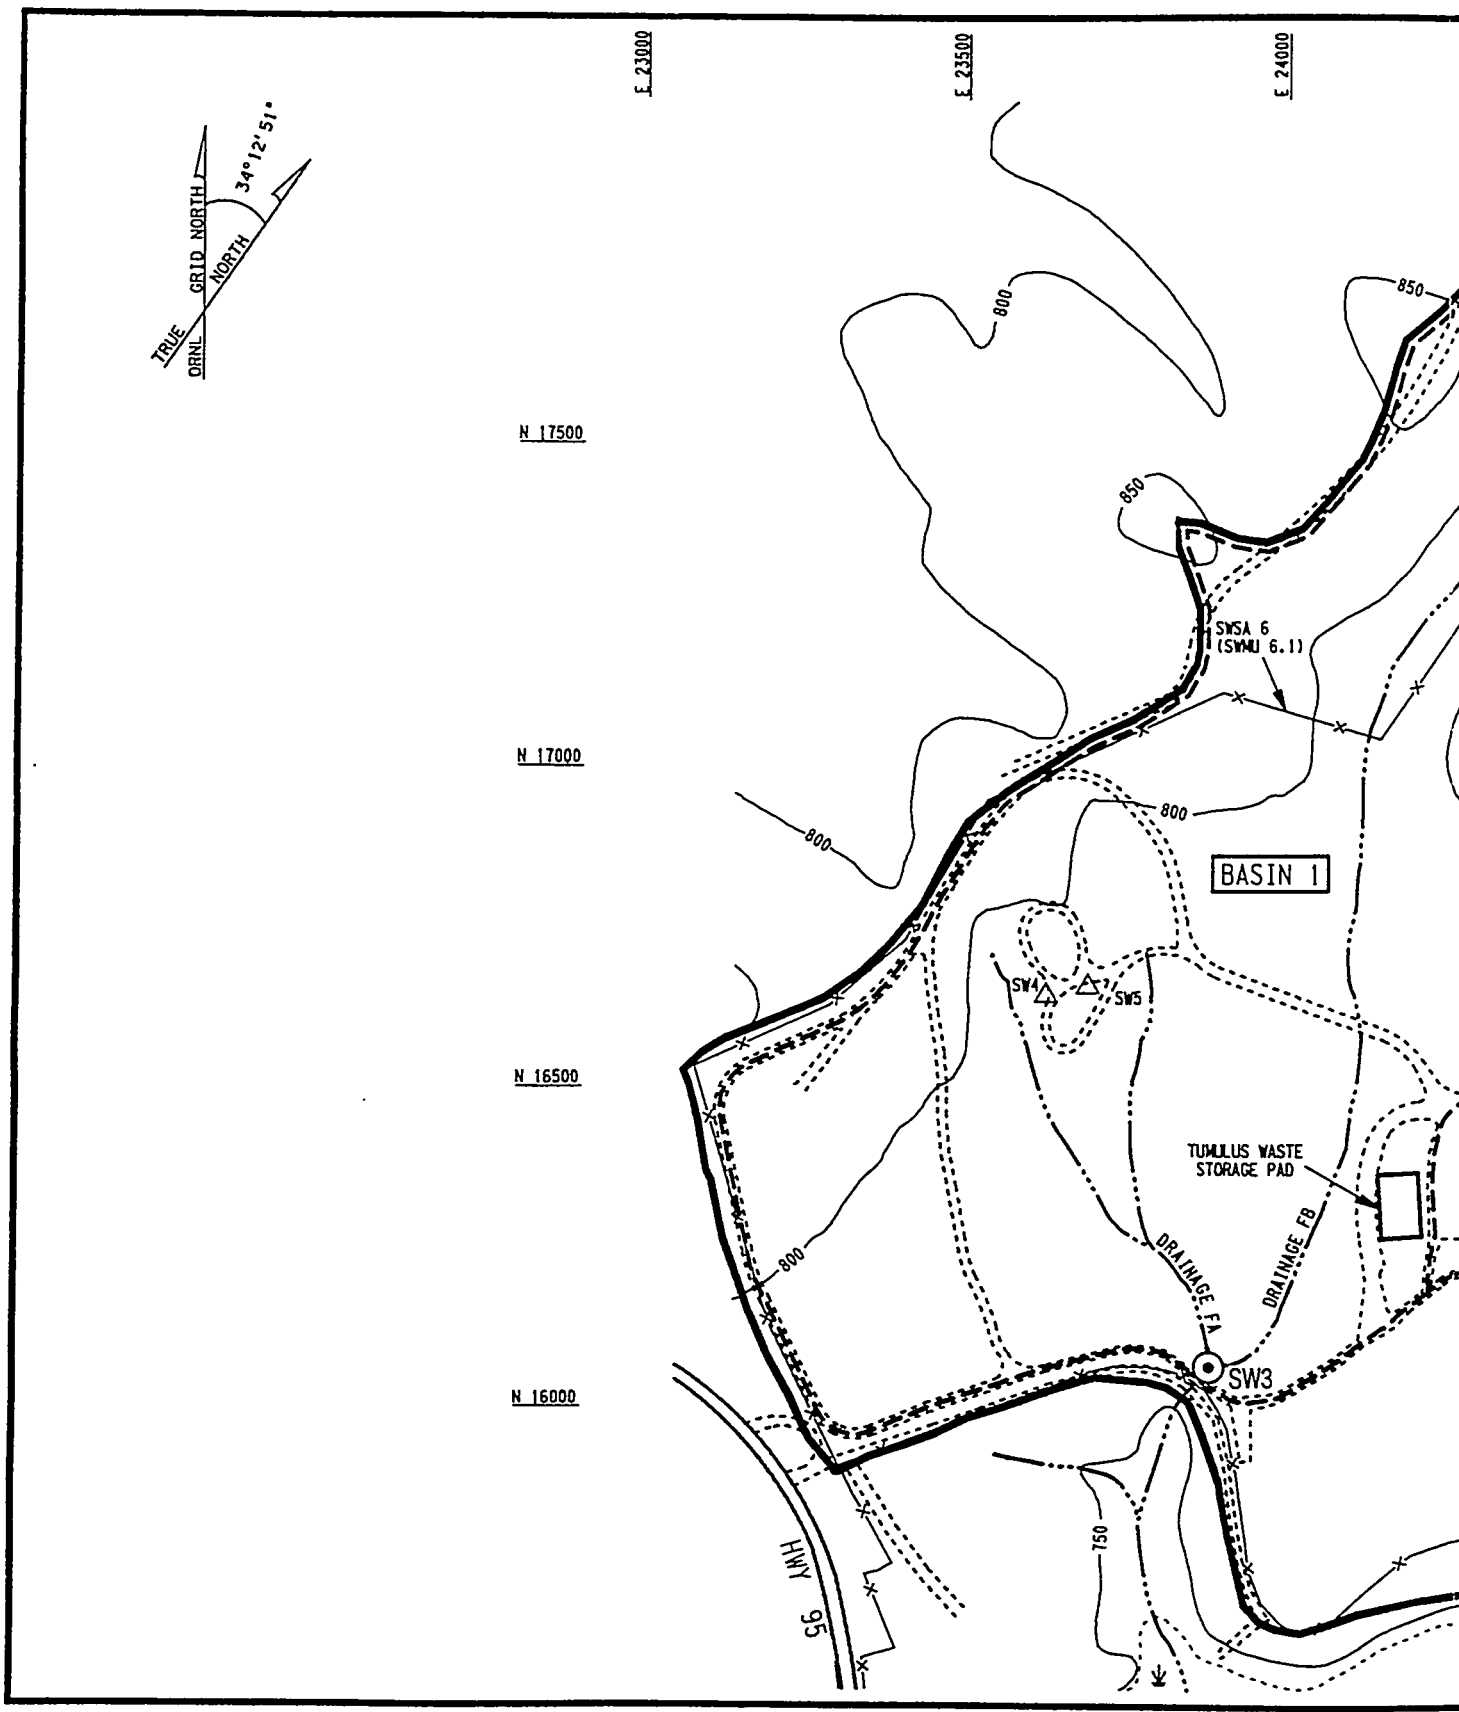 E 23000
E 23500
E 24000
34°12'51"
ORNL GRID NORTH
TRUE NORTH
800
850
N 17500
850
SWSA 6
(SWMU 6.1)
N 17000
800
800
BASIN 1
SW4
SW5
N 16500
TUMULUS WASTE
STORAGE PAD
DRAINAGE FA
DRAINAGE FB
800
SW3
N 16000
750
HWY 95